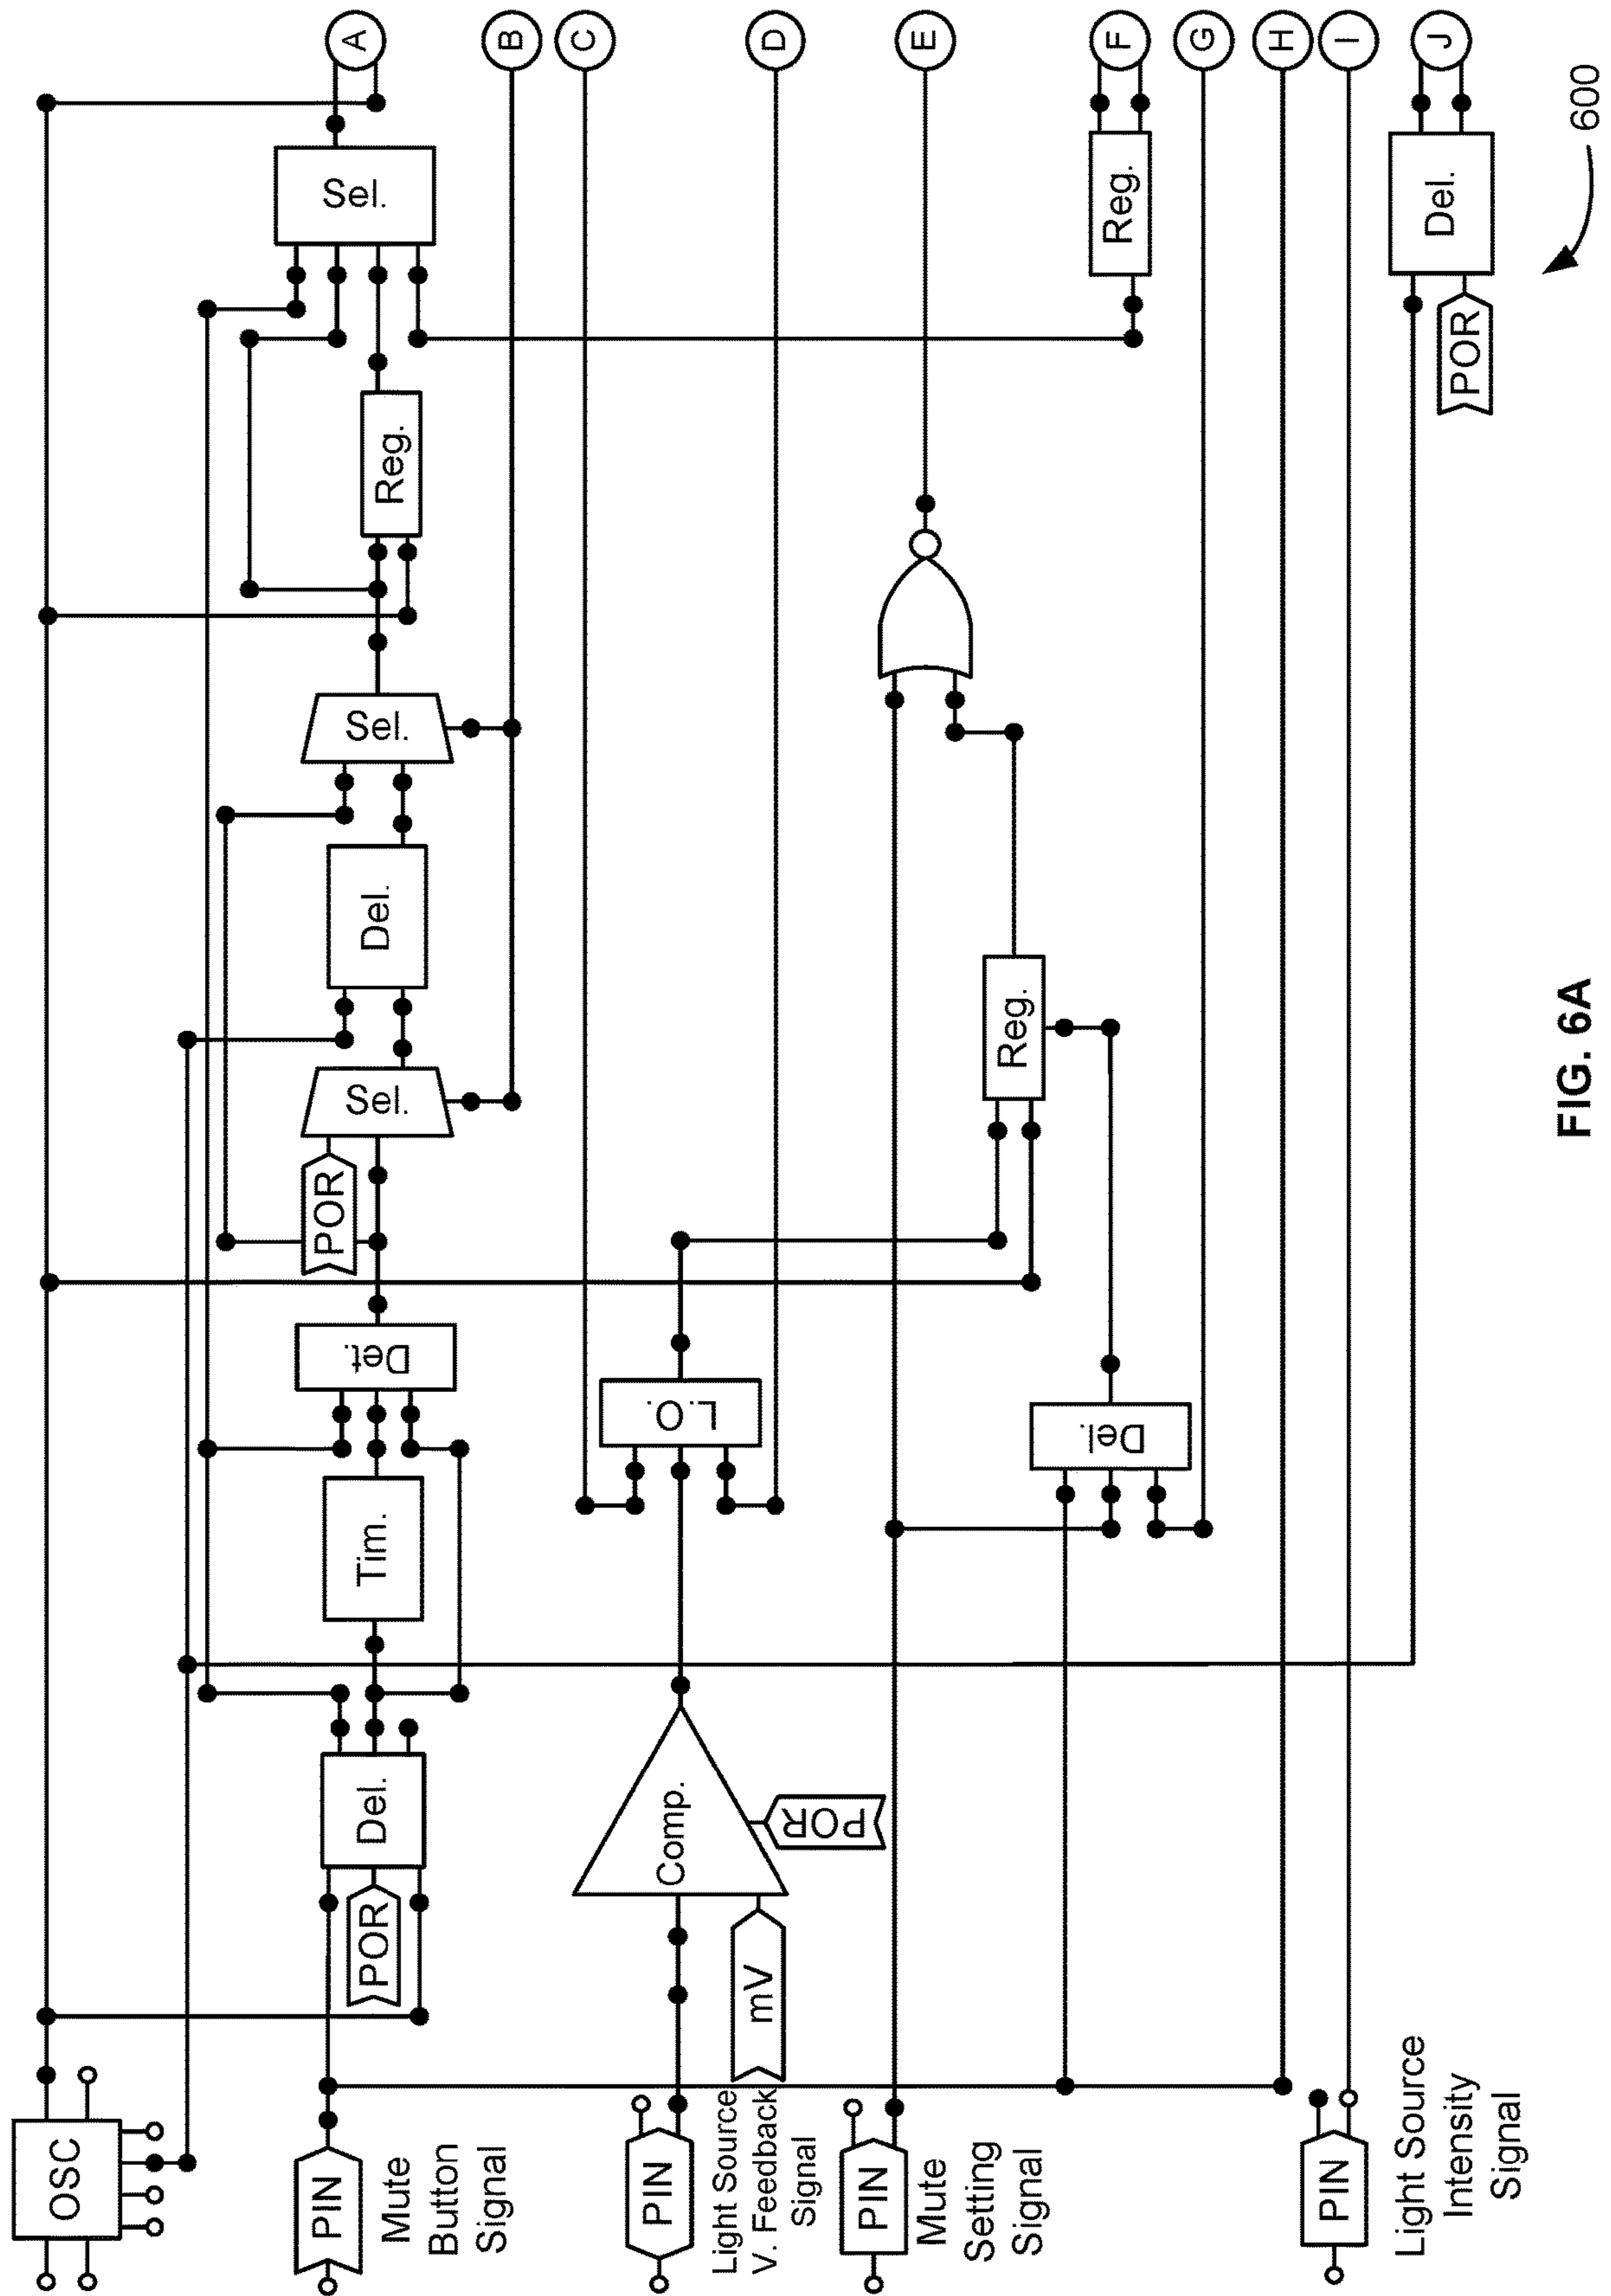 OSC
PIN
Mute
Button
Signal
POR
Del.
Tim.
Det.
POR
Sel.
Del.
Sel.
Reg.
Sel.
A
B
C
D
E
F
G
H
I
J
PIN
Light Source
V. Feedback
Signal
mV
Comp.
POR
L.O.
PIN
Mute
Setting
Signal
Del.
Reg.
Reg.
PIN
Light Source
Intensity
Signal
POR
Del.
600
FIG. 6A